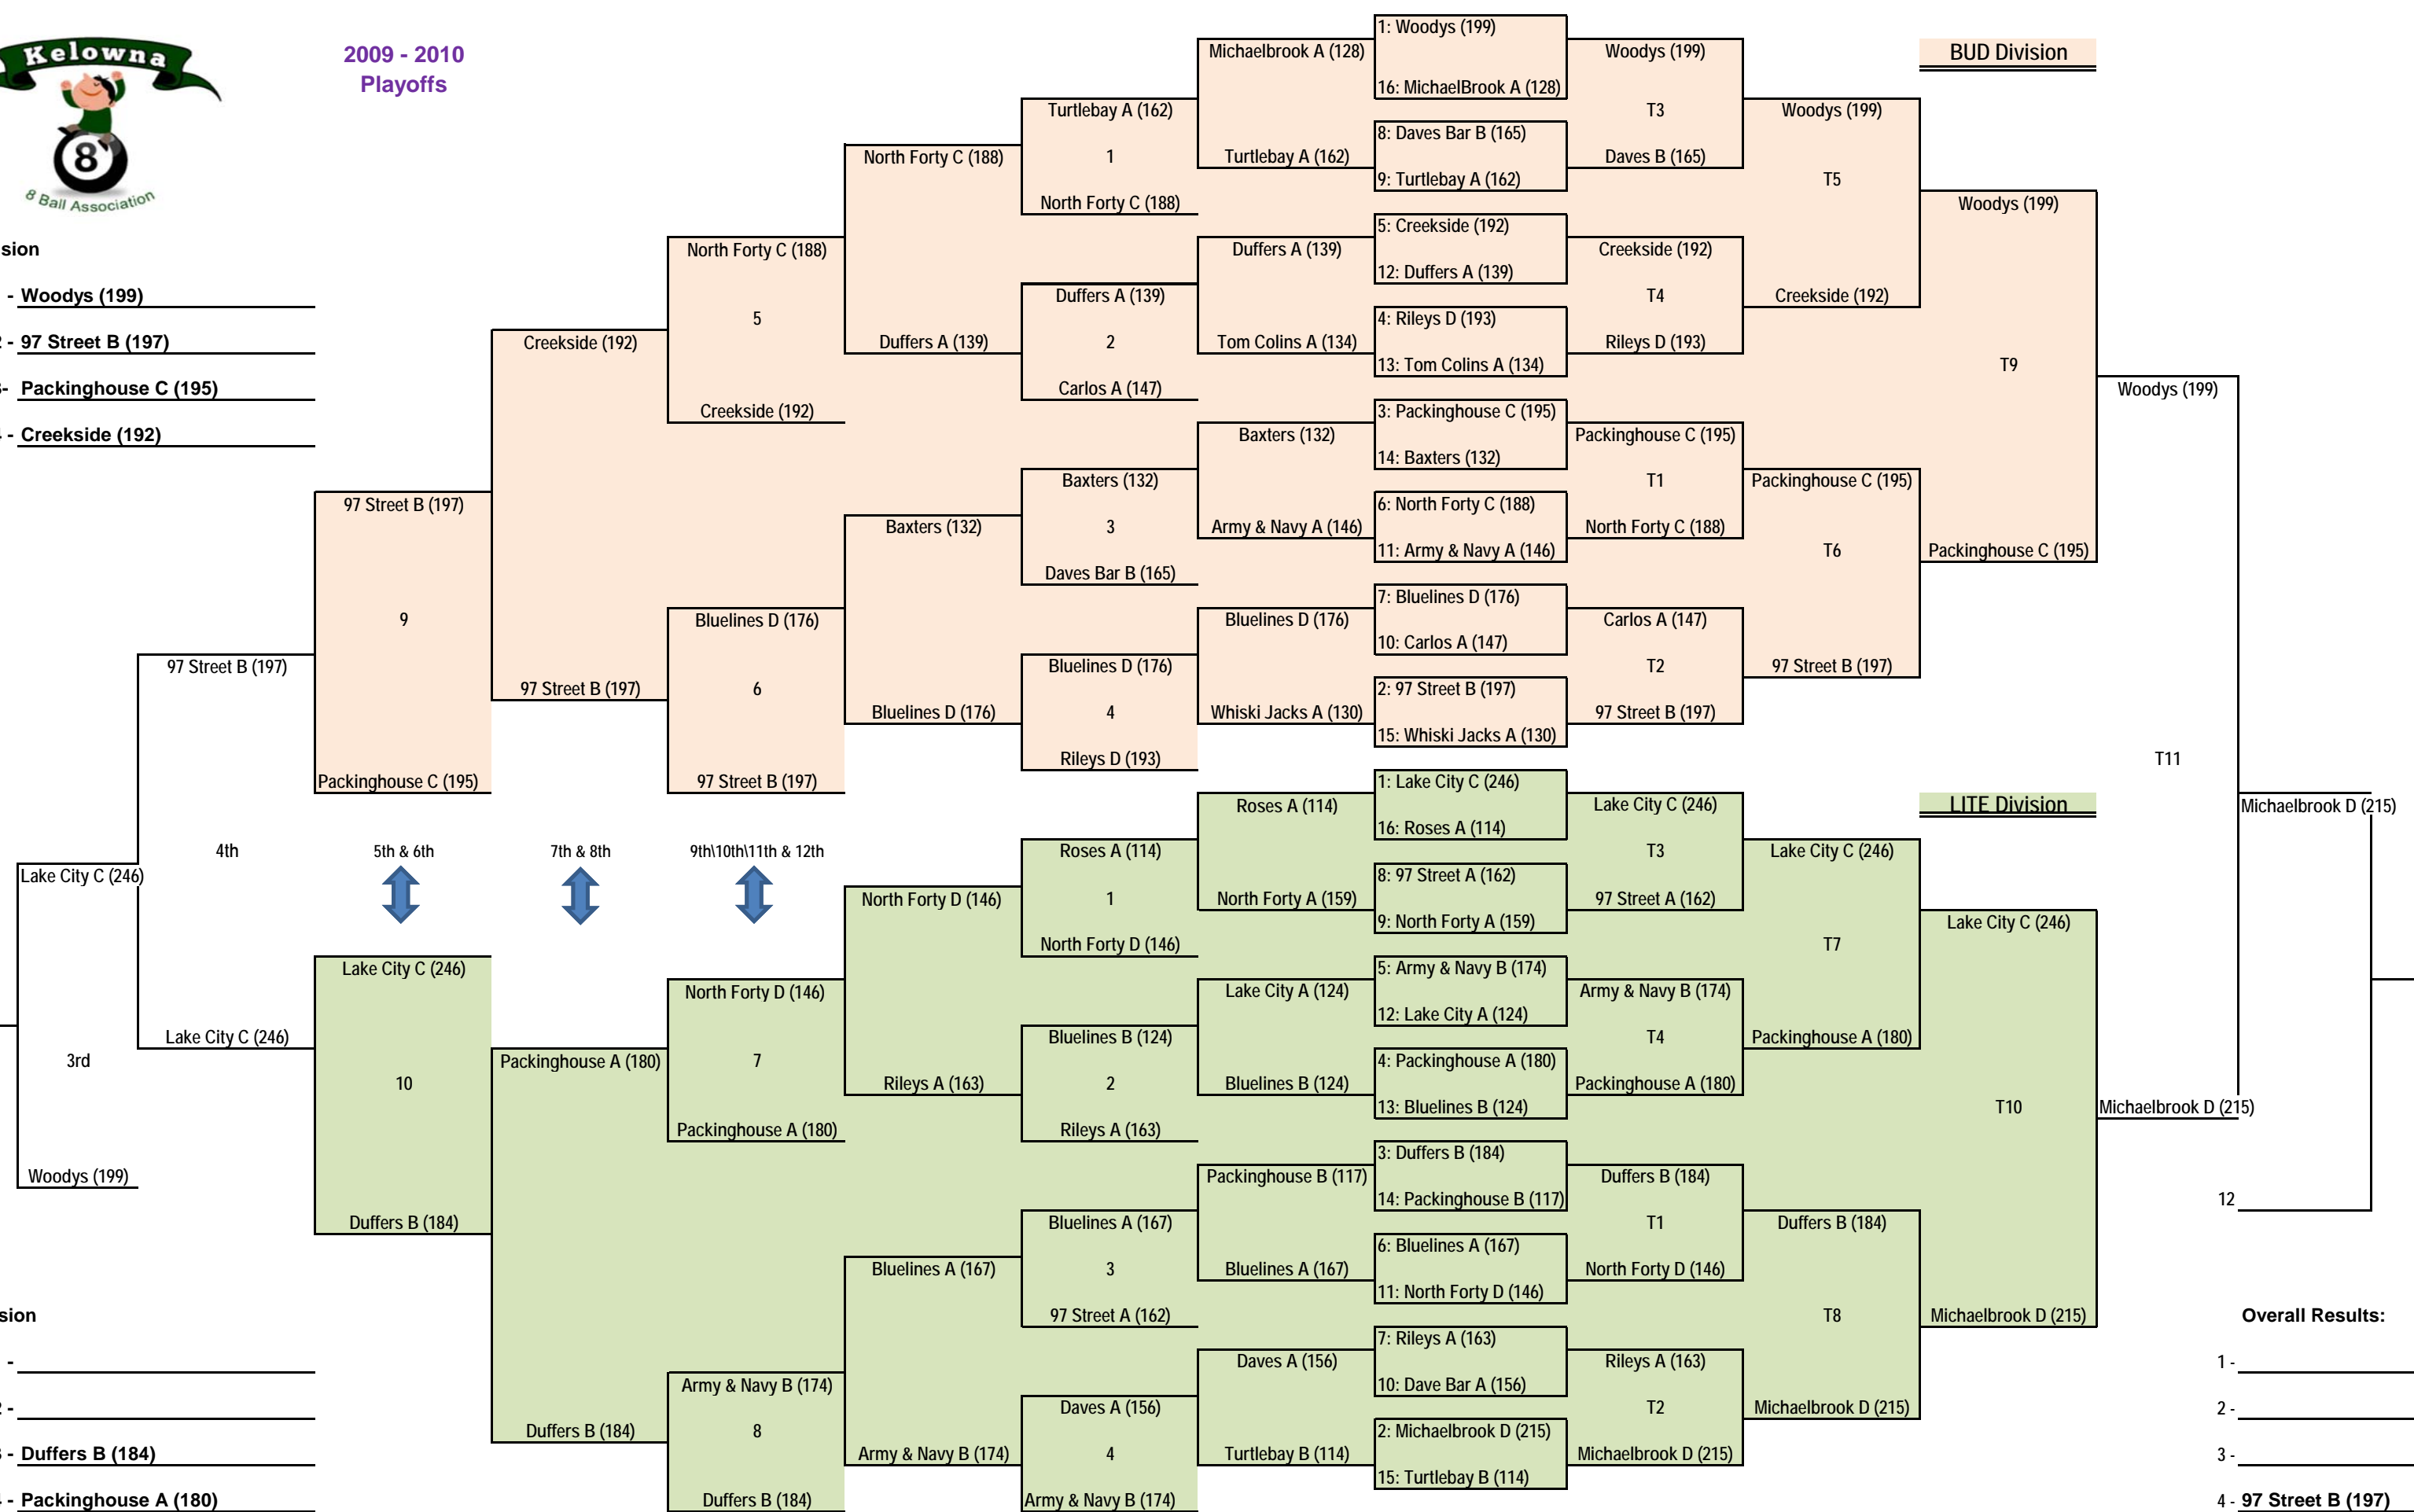 Kelowna
8
8 Ball Association
2009 - 2010
Playoffs
BUD Division
sion
- Woodys (199)
- 97 Street B (197)
- Packinghouse C (195)
- Creekside (192)
1: Woodys (199)
16: MichaelBrook A (128)
8: Daves Bar B (165)
9: Turtlebay A (162)
5: Creekside (192)
12: Duffers A (139)
4: Rileys D (193)
13: Tom Colins A (134)
3: Packinghouse C (195)
14: Baxters (132)
6: North Forty C (188)
11: Army & Navy A (146)
7: Bluelines D (176)
10: Carlos A (147)
2: 97 Street B (197)
15: Whiski Jacks A (130)
Michaelbrook A (128)
Turtlebay A (162)
Duffers A (139)
Tom Colins A (134)
Baxters (132)
Army & Navy A (146)
Bluelines D (176)
Whiski Jacks A (130)
Turtlebay A (162)
1
North Forty C (188)
Duffers A (139)
2
Carlos A (147)
Baxters (132)
3
Daves Bar B (165)
Bluelines D (176)
4
Rileys D (193)
North Forty C (188)
Duffers A (139)
Baxters (132)
Bluelines D (176)
North Forty C (188)
5
Creekside (192)
Bluelines D (176)
6
97 Street B (197)
Creekside (192)
97 Street B (197)
97 Street B (197)
9
Packinghouse C (195)
97 Street B (197)
Woodys (199)
T3
Daves B (165)
Creekside (192)
T4
Rileys D (193)
Packinghouse C (195)
T1
North Forty C (188)
Carlos A (147)
T2
97 Street B (197)
Woodys (199)
T5
Creekside (192)
Packinghouse C (195)
T6
97 Street B (197)
Woodys (199)
T9
Packinghouse C (195)
Woodys (199)
T11
Michaelbrook D (215)
Michaelbrook D (215)
12
LITE Division
4th
5th & 6th
7th & 8th
9th\10th\11th & 12th
Lake City C (246)
3rd
Woodys (199)
Lake City C (246)
Lake City C (246)
10
Duffers B (184)
Packinghouse A (180)
Duffers B (184)
North Forty D (146)
7
Packinghouse A (180)
Army & Navy B (174)
8
Duffers B (184)
North Forty D (146)
Rileys A (163)
Bluelines A (167)
Army & Navy B (174)
Roses A (114)
1
North Forty D (146)
Bluelines B (124)
2
Rileys A (163)
Bluelines A (167)
3
97 Street A (162)
Daves A (156)
4
Army & Navy B (174)
Roses A (114)
North Forty A (159)
Lake City A (124)
Bluelines B (124)
Packinghouse B (117)
Bluelines A (167)
Daves A (156)
Turtlebay B (114)
1: Lake City C (246)
16: Roses A (114)
8: 97 Street A (162)
9: North Forty A (159)
5: Army & Navy B (174)
12: Lake City A (124)
4: Packinghouse A (180)
13: Bluelines B (124)
3: Duffers B (184)
14: Packinghouse B (117)
6: Bluelines A (167)
11: North Forty D (146)
7: Rileys A (163)
10: Dave Bar A (156)
2: Michaelbrook D (215)
15: Turtlebay B (114)
Lake City C (246)
T3
97 Street A (162)
Army & Navy B (174)
T4
Packinghouse A (180)
Duffers B (184)
T1
North Forty D (146)
Rileys A (163)
T2
Michaelbrook D (215)
Lake City C (246)
T7
Packinghouse A (180)
Duffers B (184)
T8
Michaelbrook D (215)
Lake City C (246)
T10
Michaelbrook D (215)
sion
-
-
- Duffers B (184)
- Packinghouse A (180)
Overall Results:
1 -
2 -
3 -
4 - 97 Street B (197)